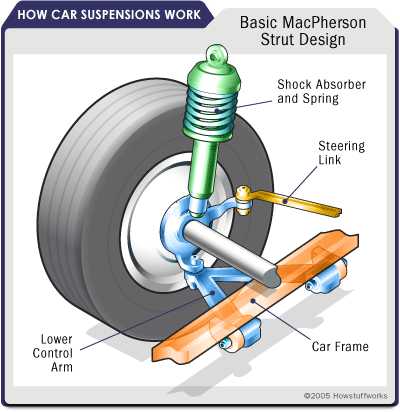 HOW CAR SUSPENSIONS WORK
Basic MacPherson
Strut Design
Shock Absorber
and Spring
Steering
Link
Lower
Control
Arm
Car Frame
©2005 Howstuffworks